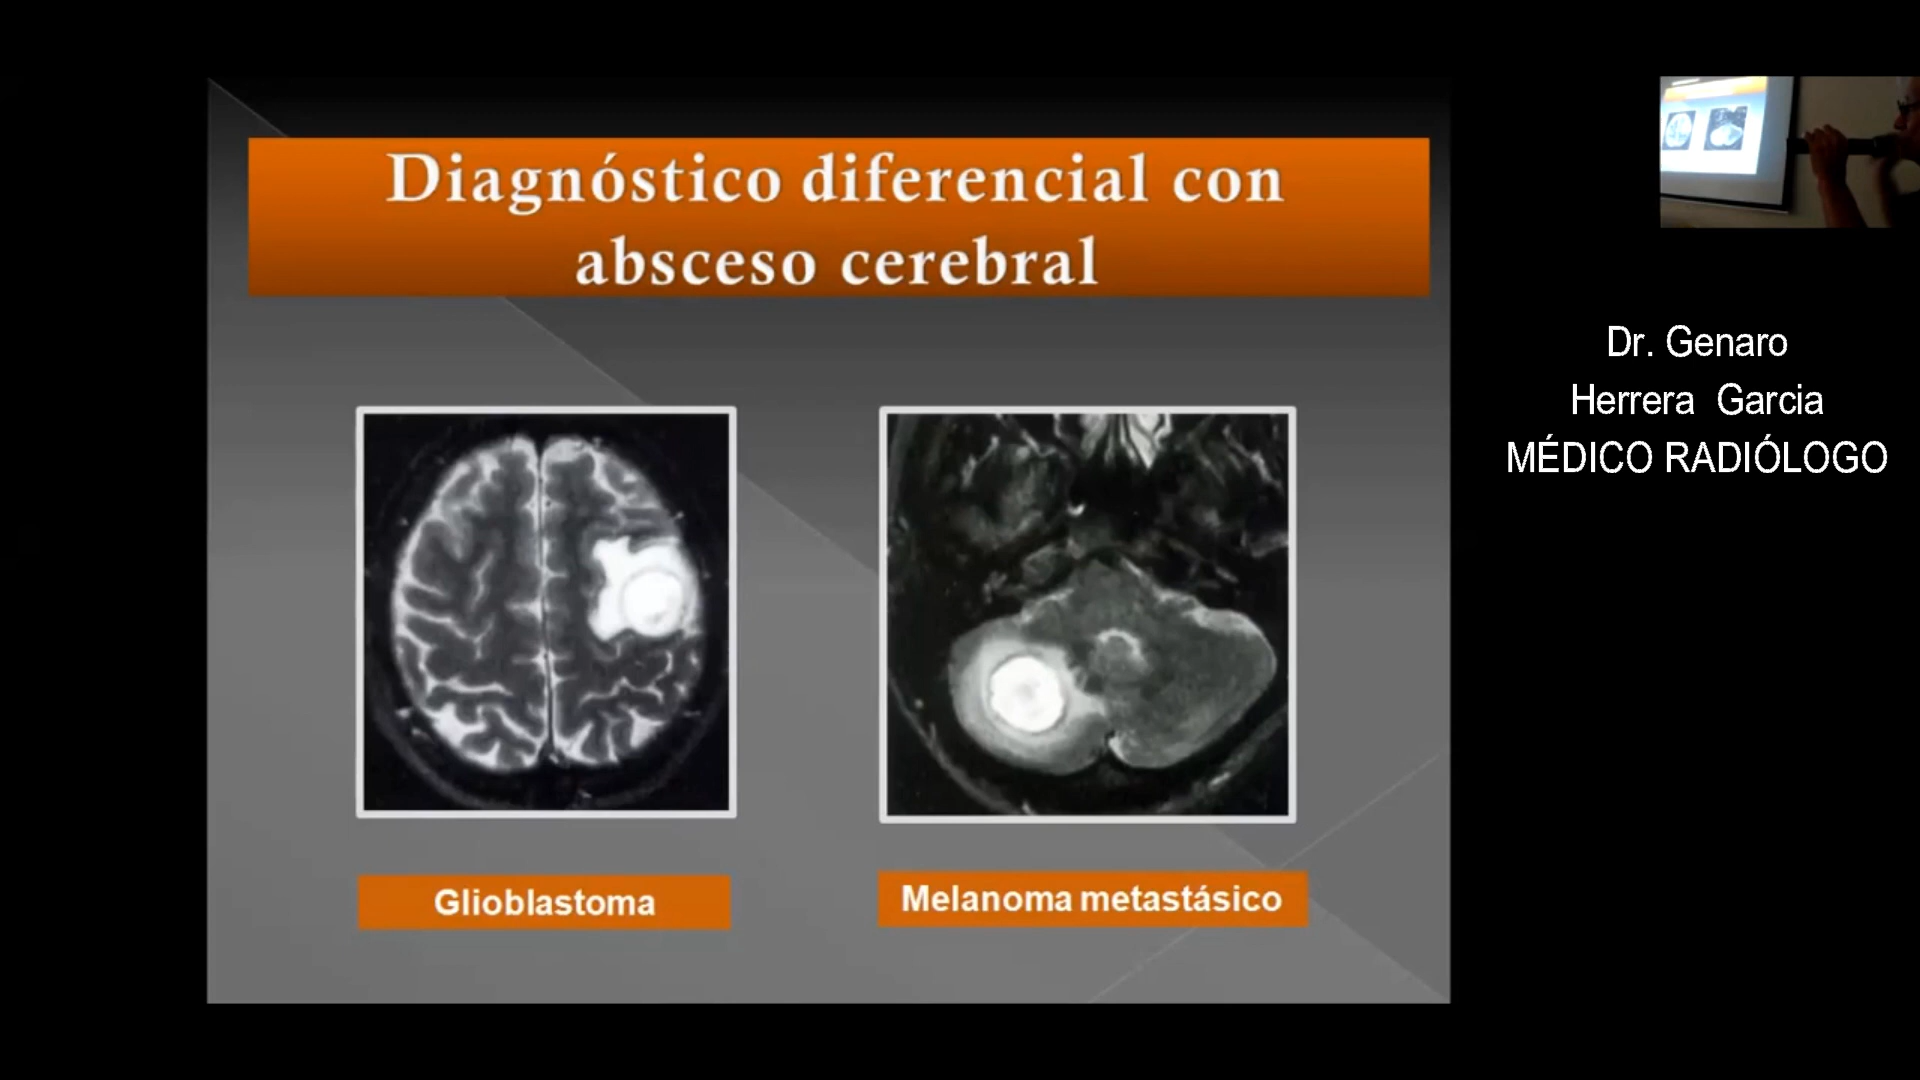 Diagnóstico diferencial con
absceso cerebral
Glioblastoma
Melanoma metastásico
Dr. Genaro
Herrera Garcia
MÉDICO RADIÓLOGO